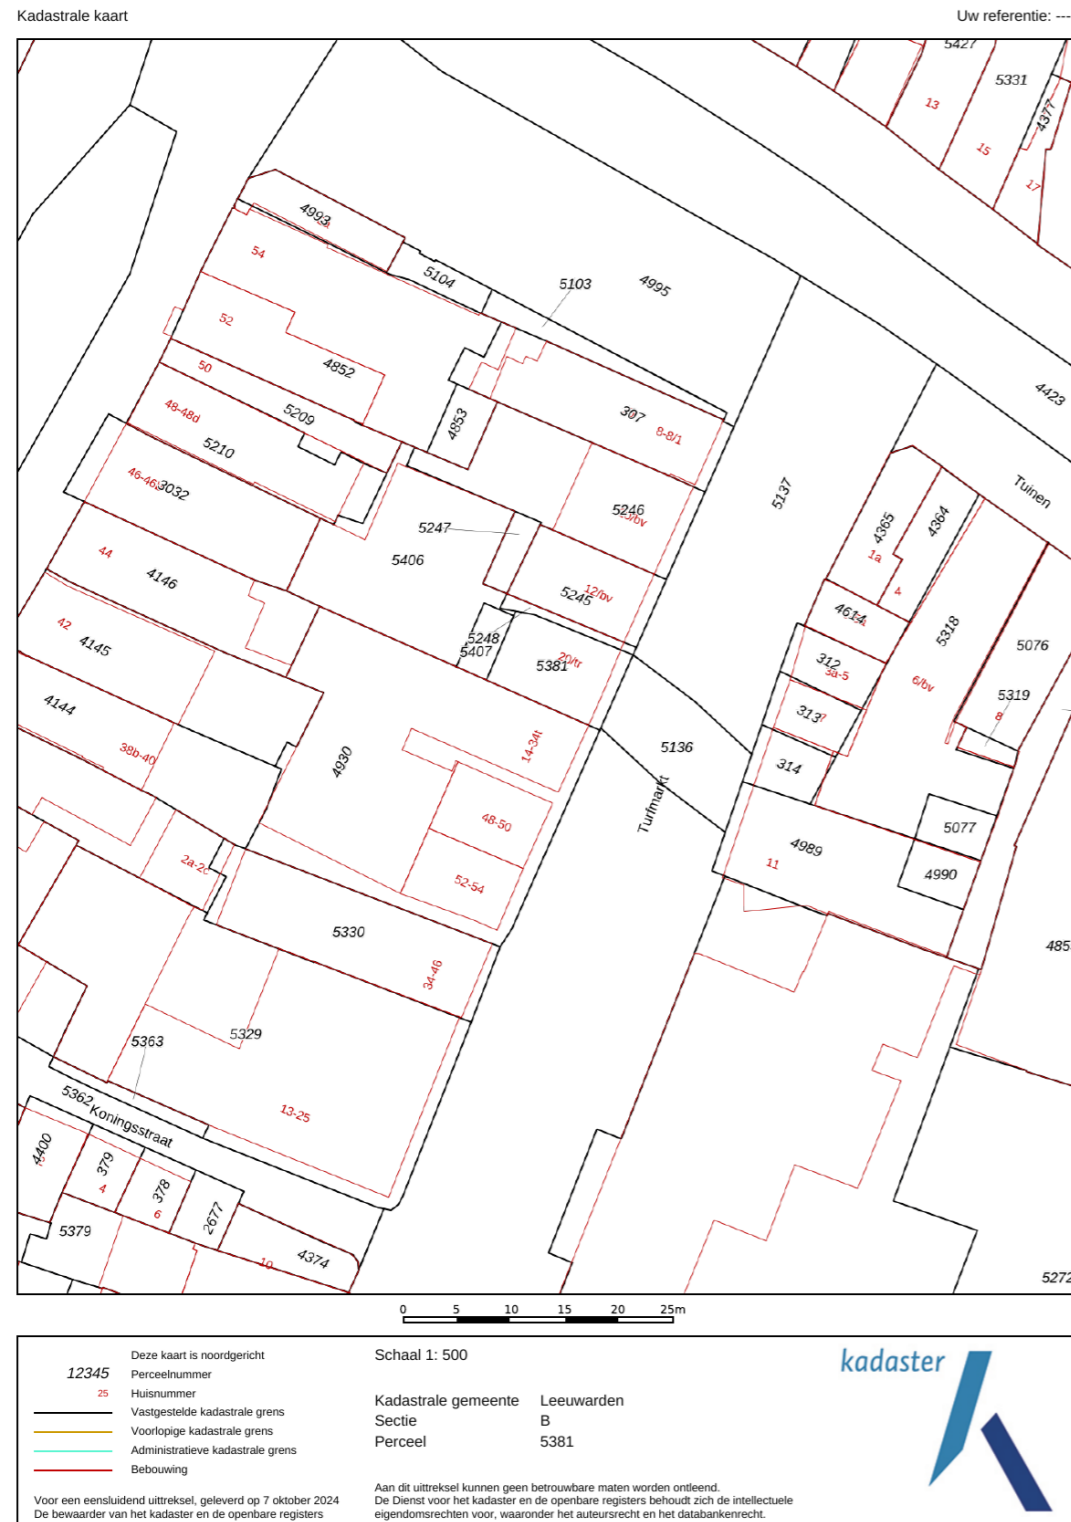 Kadastrale kaart
Uw referentie: ---
5427
5331
4377
13
15
17
4993
54
5104
5103
4995
52
4852
50
5209
4853
307
8-8/1
4423
48-48d
5210
5137
Tuinen
46-46
3032
5246
5247
4365
4364
5406
1a
44
4146
12/bv
5245
4614
42
4145
5248
5407
5381
20/tr
5318
5076
312
3a-5
6/bv
5319
8
4144
313
7
38b-40
4930
14-34t
5136
314
Turfmarkt
48-50
5077
2a-2c
4989
11
52-54
4990
5330
34-46
5329
5363
5362
Koningsstraat
13-25
4400
379
4
378
6
2677
5379
10
4374
5272
0 5 10 15 20 25m
Deze kaart is noordgericht
12345 Perceelnummer
25 Huisnummer
Vastgestelde kadastrale grens
Voorlopige kadastrale grens
Administratieve kadastrale grens
Bebouwing
Voor een eensluidend uittreksel, geleverd op 7 oktober 2024
De bewaarder van het kadaster en de openbare registers
Schaal 1: 500
Kadastrale gemeente Leeuwarden
Sectie B
Perceel 5381
Aan dit uittreksel kunnen geen betrouwbare maten worden ontleend.
De Dienst voor het kadaster en de openbare registers behoudt zich de intellectuele
eigendomsrechten voor, waaronder het auteursrecht en het databankenrecht.
kadaster